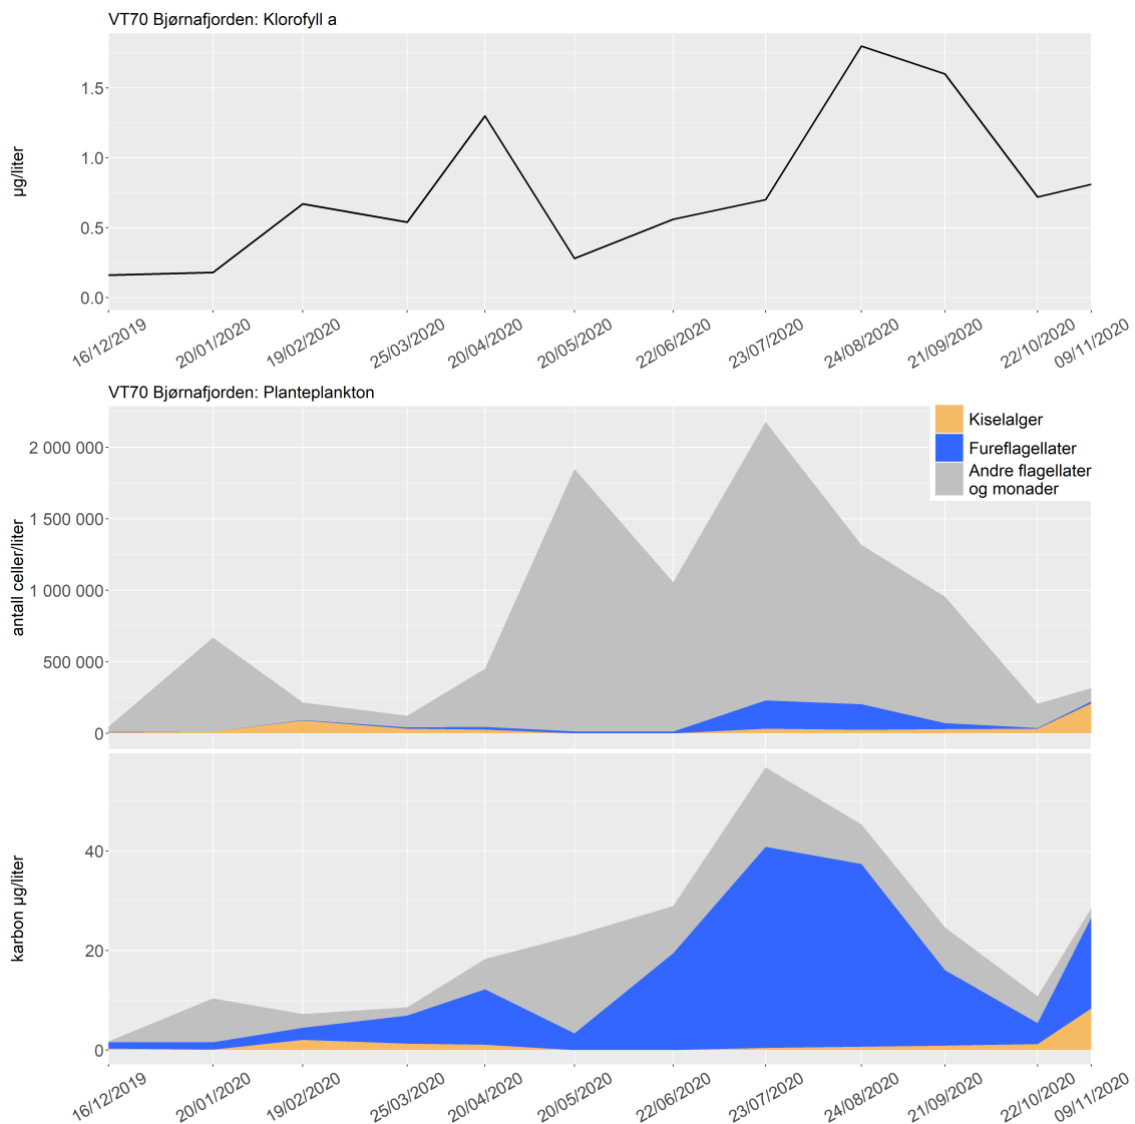 VT70 Bjørnafjorden: Klorofyll a
µg/liter
1.5
1.0
0.5
0.0
16/12/2019
20/01/2020
19/02/2020
25/03/2020
20/04/2020
20/05/2020
22/06/2020
23/07/2020
24/08/2020
21/09/2020
22/10/2020
09/11/2020
VT70 Bjørnafjorden: Planteplankton
Kiselalger
Fureflagellater
Andre flagellater
og monader
antall celler/liter
2 000 000
1 500 000
1 000 000
500 000
0
karbon µg/liter
40
20
0
16/12/2019
20/01/2020
19/02/2020
25/03/2020
20/04/2020
20/05/2020
22/06/2020
23/07/2020
24/08/2020
21/09/2020
22/10/2020
09/11/2020